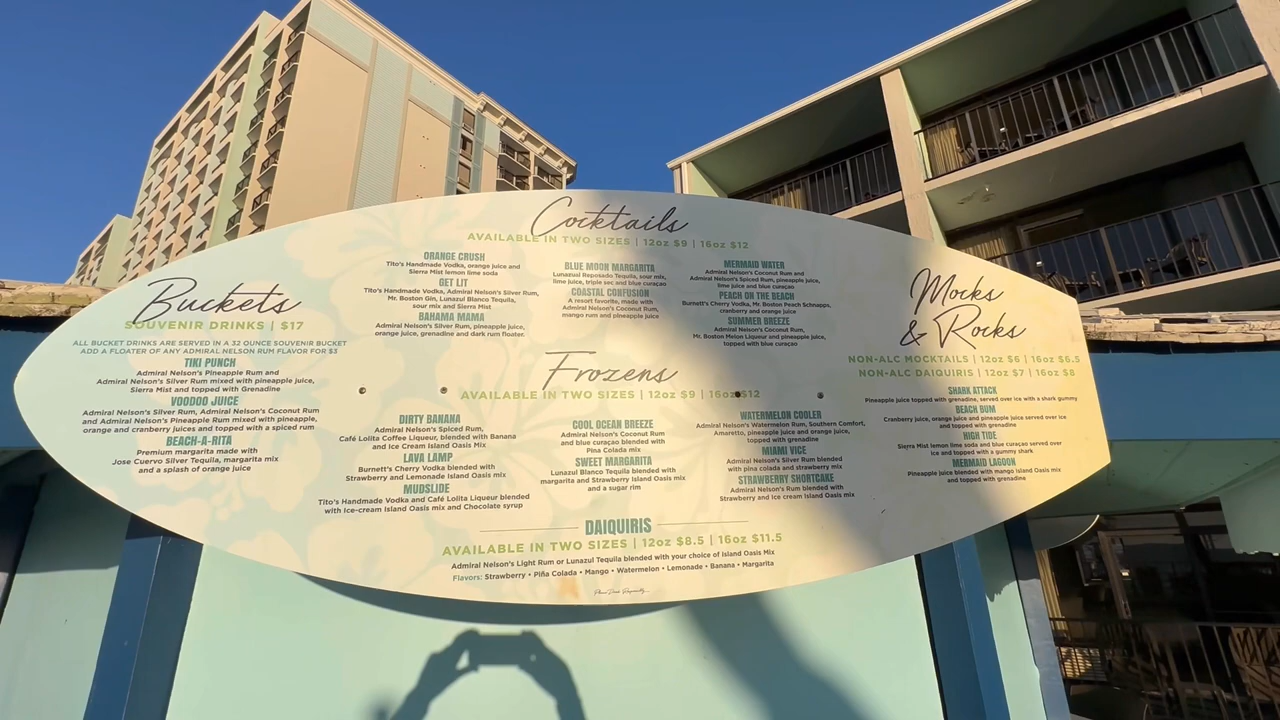 Buckets
SOUVENIR DRINKS | $17
ALL BUCKET DRINKS ARE SERVED IN A 32 OUNCE SOUVENIR BUCKET
ADD A FLOATER OF ANY ADMIRAL NELSON RUM FLAVOR FOR $3
TIKI PUNCH
Admiral Nelson's Pineapple Rum and
Admiral Nelson's Silver Rum mixed with pineapple juice,
Sierra Mist and topped with Grenadine
VOODOO JUICE
Admiral Nelson's Silver Rum, Admiral Nelson's Coconut Rum
and Admiral Nelson's Pineapple Rum mixed with pineapple,
orange and cranberry juices and topped with a spiced rum
BEACH-A-RITA
Premium margarita made with
Jose Cuervo Silver Tequila, margarita mix
and a splash of orange juice
Cocktails
AVAILABLE IN TWO SIZES | 12oz $9 | 16oz $12
ORANGE CRUSH
Tito's Handmade Vodka, orange juice and
Sierra Mist lemon lime soda
GET LIT
Tito's Handmade Vodka, Admiral Nelson's Silver Rum,
Mr. Boston Gin, Lunazul Blanco Tequila,
sour mix and Sierra Mist
BAHAMA MAMA
Admiral Nelson's Silver Rum, pineapple juice,
orange juice, grenadine and dark rum floater.
BLUE MOON MARGARITA
Lunazual Reposado Tequila, sour mix,
lime juice, triple sec and blue curaçao
COASTAL CONFUSION
A resort favorite, made with
Admiral Nelson's Coconut Rum,
mango rum and pineapple juice
MERMAID WATER
Admiral Nelson's Coconut Rum and
Admiral Nelson's Spiced Rum, pineapple juice,
lime juice and blue curaçao
PEACH ON THE BEACH
Burnett's Cherry Vodka, Mr. Boston Peach Schnapps,
cranberry and orange juice
SUMMER BREEZE
Admiral Nelson's Coconut Rum,
Mr. Boston Melon Liqueur and pineapple juice,
topped with blue curaçao
Frozens
AVAILABLE IN TWO SIZES | 12oz $9 | 16oz $12
DIRTY BANANA
Admiral Nelson's Spiced Rum,
Café Lolita Coffee Liqueur, blended with Banana
and Ice Cream Island Oasis Mix
LAVA LAMP
Burnett's Cherry Vodka blended with
Strawberry and Lemonade Island Oasis mix
MUDSLIDE
Tito's Handmade Vodka and Café Lolita Liqueur blended
with Ice-cream Island Oasis mix and Chocolate syrup
COOL OCEAN BREEZE
Admiral Nelson's Coconut Rum
and blue curaçao blended with
Pina Colada mix
SWEET MARGARITA
Lunazul Blanco Tequila blended with
margarita and Strawberry Island Oasis mix
and a sugar rim
WATERMELON COOLER
Admiral Nelson's Watermelon Rum, Southern Comfort,
Amaretto, pineapple juice and orange juice,
topped with grenadine
MIAMI VICE
Admiral Nelson's Silver Rum blended
with pina colada and strawberry mix
STRAWBERRY SHORTCAKE
Admiral Nelson's Rum blended with
Strawberry and Ice cream Island Oasis mix
DAIQUIRIS
AVAILABLE IN TWO SIZES | 12oz $8.5 | 16oz $11.5
Admiral Nelson's Light Rum or Lunazul Tequila blended with your choice of Island Oasis Mix
Flavors: Strawberry • Piña Colada • Mango • Watermelon • Lemonade • Banana • Margarita
Please Drink Responsibly
Mocks
& Rocks
NON-ALC MOCKTAILS | 12oz $6 | 16oz $6.5
NON-ALC DAIQUIRIS | 12oz $7 | 16oz $8
SHARK ATTACK
Pineapple juice topped with grenadine, served over ice with a shark gummy
BEACH BUM
Cranberry juice, orange juice and pineapple juice served over ice
and topped with grenadine
HIGH TIDE
Sierra Mist lemon lime soda and blue curaçao served over
ice and topped with a gummy shark
MERMAID LAGOON
Pineapple juice blended with mango Island Oasis mix
and topped with grenadine